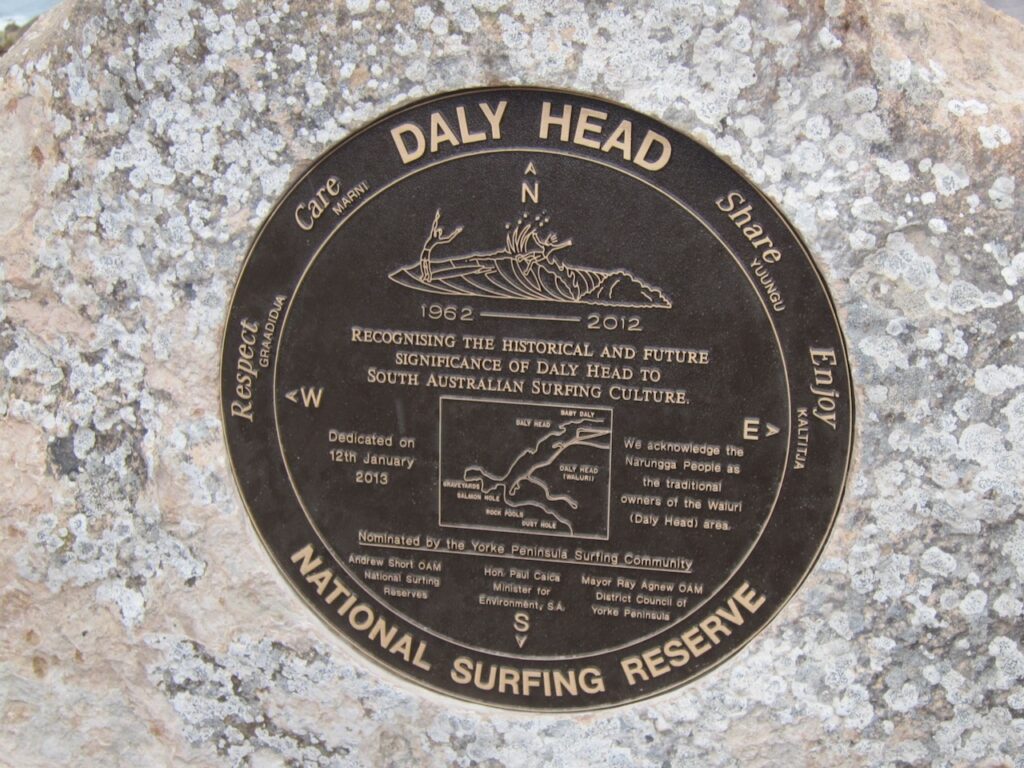 DALY HEAD
Care
MARNI
Share
YUUNGU
Respect
GRAADIDJA
Enjoy
KALITJA
N
1962 2012
RECOGNISING THE HISTORICAL AND FUTURE
SIGNIFICANCE OF DALY HEAD TO
SOUTH AUSTRALIAN SURFING CULTURE.
W
E
Dedicated on
12th January
2013
BABY DALY
DALY HEAD
DALY HEAD
(WALURI)
GRAVEYARDS
SALMON HOLE
ROCK POOLS
DUST HOLE
We acknowledge the
Narungga People as
the traditional
owners of the Waluri
(Daly Head) area.
Nominated by the Yorke Peninsula Surfing Community
Andrew Short OAM
National Surfing
Reserves
Hon. Paul Caica
Minister for
Environment, S.A.
Mayor Ray Agnew OAM
District Council of
Yorke Peninsula
S
NATIONAL SURFING RESERVE